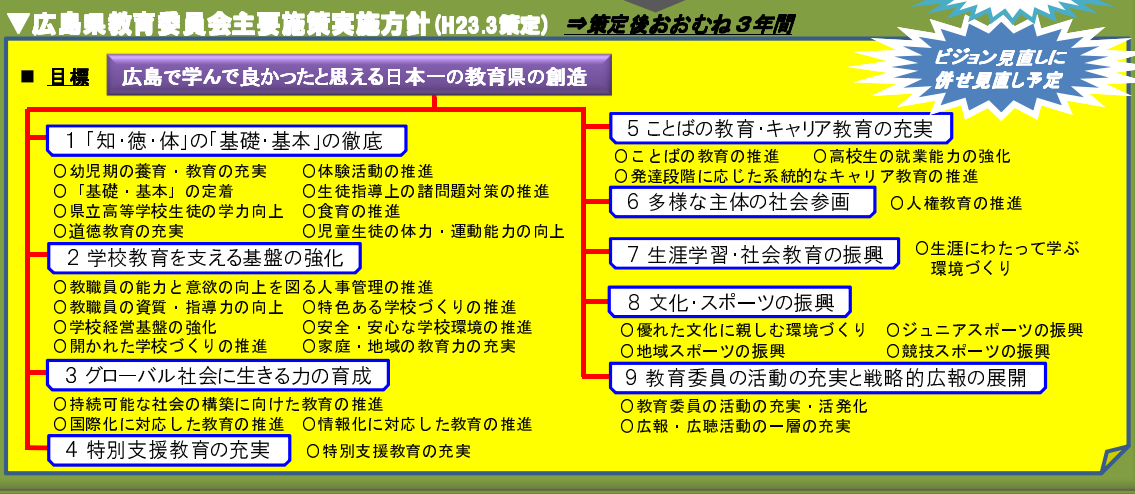 ▼広島県教育委員会主要施策実施方針(H23.3策定) ⇒策定後おおむね３年間
ビジョン見直しに
併せ見直し予定
■ 目標 広島で学んで良かったと思える日本一の教育県の創造
１「知・徳・体」の「基礎・基本」の徹底
○幼児期の養育・教育の充実 ○体験活動の推進
○「基礎・基本」の定着 ○生徒指導上の諸問題対策の推進
○県立高等学校生徒の学力向上 ○食育の推進
○道徳教育の充実 ○児童生徒の体力・運動能力の向上
２ 学校教育を支える基盤の強化
○教職員の能力と意欲の向上を図る人事管理の推進
○教職員の資質・指導力の向上 ○特色ある学校づくりの推進
○学校経営基盤の強化 ○安全・安心な学校環境の推進
○開かれた学校づくりの推進 ○家庭・地域の教育力の充実
３ グローバル社会に生きる力の育成
○持続可能な社会の構築に向けた教育の推進
○国際化に対応した教育の推進 ○情報化に対応した教育の推進
４ 特別支援教育の充実 ○特別支援教育の充実
５ ことばの教育・キャリア教育の充実
○ことばの教育の推進 ○高校生の就業能力の強化
○発達段階に応じた系統的なキャリア教育の推進
６ 多様な主体の社会参画 ○人権教育の推進
７ 生涯学習・社会教育の振興 ○生涯にわたって学ぶ
環境づくり
８ 文化・スポーツの振興
○優れた文化に親しむ環境づくり ○ジュニアスポーツの振興
○地域スポーツの振興 ○競技スポーツの振興
９ 教育委員の活動の充実と戦略的広報の展開
○教育委員の活動の充実・活発化
○広報・広聴活動の一層の充実